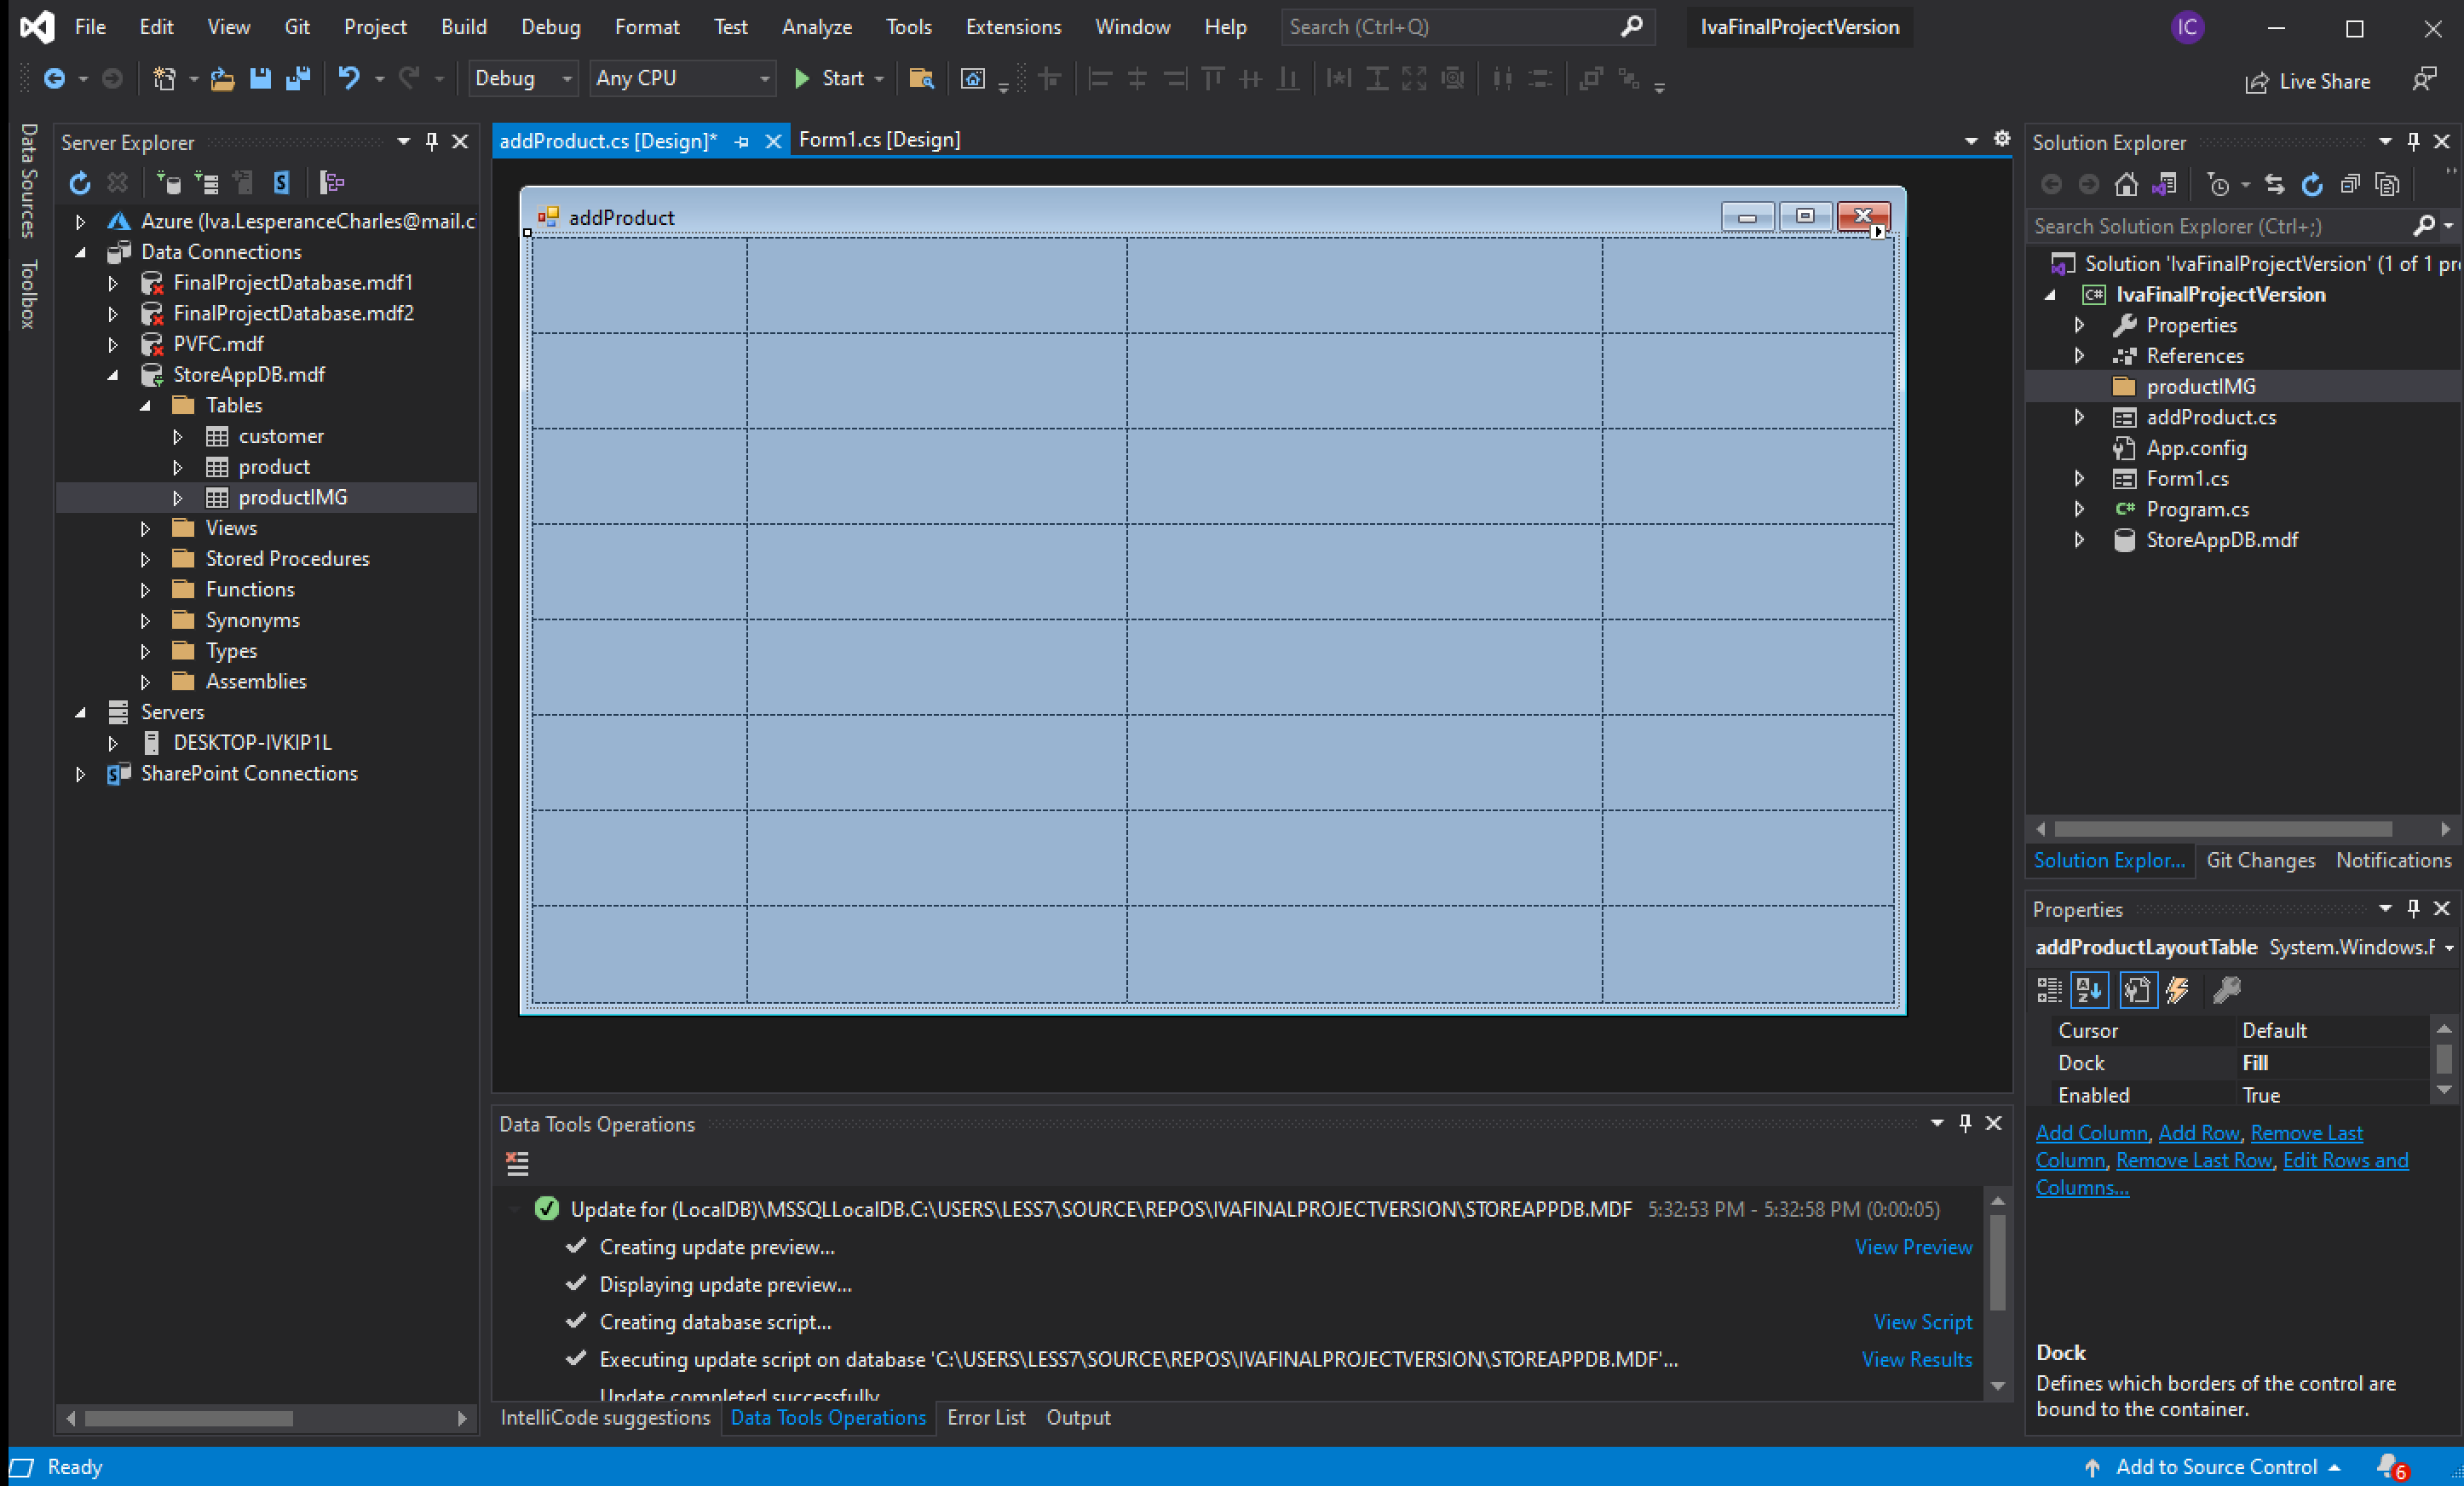 File Edit View Git Project Build Debug Format Test Analyze Tools Extensions Window Help Search (Ctrl+Q) IvaFinalProjectVersion IC
Debug Any CPU Start Live Share
Data Sources
Toolbox
Server Explorer
Azure (Iva.LesperanceCharles@mail.c
Data Connections
FinalProjectDatabase.mdf1
FinalProjectDatabase.mdf2
PVFC.mdf
StoreAppDB.mdf
Tables
customer
product
productIMG
Views
Stored Procedures
Functions
Synonyms
Types
Assemblies
Servers
DESKTOP-IVKIP1L
SharePoint Connections
addProduct.cs [Design]* Form1.cs [Design]
addProduct
Data Tools Operations
Update for (LocalDB)\MSSQLLocalDB.C:\USERS\LESS7\SOURCE\REPOS\IVAFINALPROJECTVERSION\STOREAPPDB.MDF 5:32:53 PM - 5:32:58 PM (0:00:05)
Creating update preview... View Preview
Displaying update preview...
Creating database script... View Script
Executing update script on database 'C:\USERS\LESS7\SOURCE\REPOS\IVAFINALPROJECTVERSION\STOREAPPDB.MDF'... View Results
Update completed successfully
IntelliCode suggestions Data Tools Operations Error List Output
Solution Explorer
Search Solution Explorer (Ctrl+;)
Solution 'IvaFinalProjectVersion' (1 of 1 pr
C# IvaFinalProjectVersion
Properties
References
productIMG
addProduct.cs
App.config
Form1.cs
C# Program.cs
StoreAppDB.mdf
Solution Explor... Git Changes Notifications
Properties
addProductLayoutTable System.Windows.F
Cursor Default
Dock Fill
Enabled True
Add Column, Add Row, Remove Last
Column, Remove Last Row, Edit Rows and
Columns...
Dock
Defines which borders of the control are
bound to the container.
Ready Add to Source Control 6